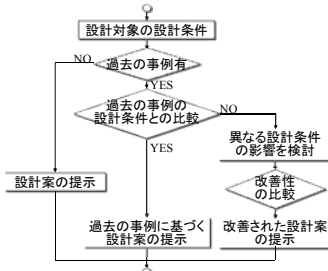 設計対象の設計条件
過去の事例有
NO
YES
過去の事例の
設計条件との比較
NO
YES
異なる設計条件
の影響を検討
改善性
の比較
設計案の提示
過去の事例に基づく
設計案の提示
改善された設計案
の提示